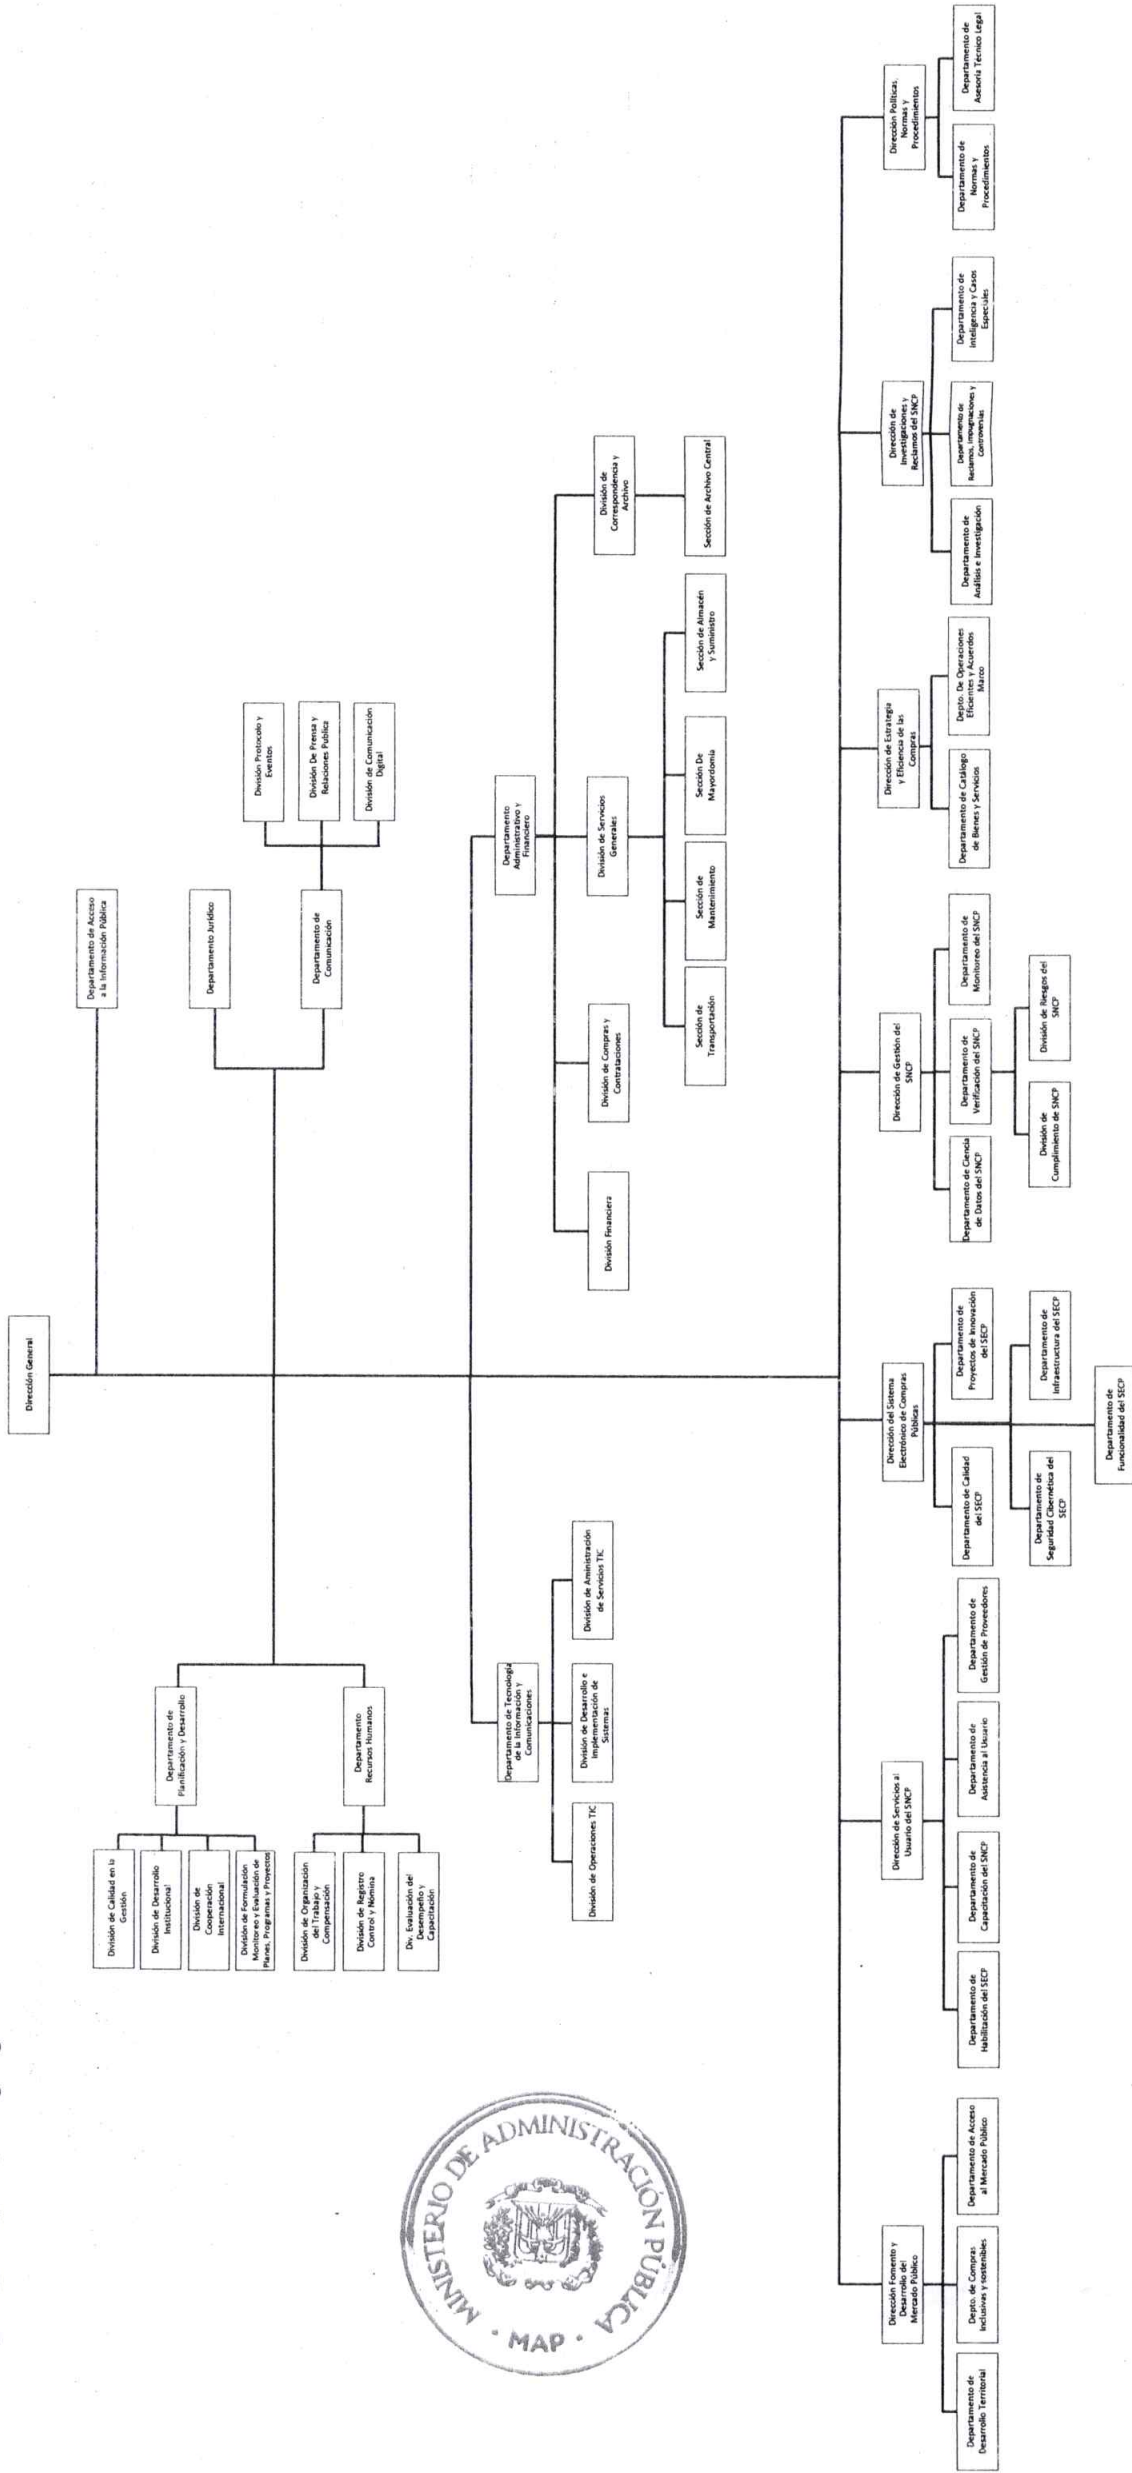 Dirección General
Departamento de Acceso
a la Información Pública
Departamento de
Planificación y Desarrollo
División de Calidad en la
Gestión
División de Desarrollo
Institucional
División de
Cooperación
Internacional
División de Formulación
Monitoreo y Evaluación de
Planes, Programas y Proyectos
Departamento
Recursos Humanos
División de Organización
del Trabajo y
Compensación
División de Registro
Control y Nómina
Div. Evaluación del
Desempeño y
Capacitación
Departamento Jurídico
Departamento de
Comunicación
División Protocolo y
Eventos
División De Prensa y
Relaciones Publica
División de Comunicación
Digital
Departamento de Tecnología
de la Información y
Comunicaciones
División de Operaciones TIC
División de Desarrollo e
Implementación de
Sistemas
División de Aministración
de Servicios TIC
Departamento
Administrativo y
Financiero
División Financiera
División de Compras y
Contrataciones
División de Servicios
Generales
División de
Correspondencia y
Archivo
Sección de
Transportación
Sección de
Mantenimiento
Sección De
Mayordomía
Sección de Almacén
y Suministro
Sección de Archivo Central
Dirección Fomento y
Desarrollo del
Mercado Público
Departamento de
Desarrollo Territorial
Depto. de Compras
Inclusivas y sostenibles
Departamento de Acceso
al Mercado Público
Dirección de Servicios al
Usuario del SNCP
Departamento de
Habilitación del SECP
Departamento de
Capacitación del SNCP
Departamento de
Asistencia al Usuario
Departamento de
Gestión de Proveedores
Dirección del Sistema
Electrónico de Compras
Públicas
Departamento de Calidad
del SECP
Departamento de
Proyectos de Innovación
del SECP
Departamento de
Seguridad Cibernética del
SECP
Departamento de
Infraestructura del SECP
Departamento de
Funcionalidad del SECP
Dirección de Gestión del
SNCP
Departamento de Ciencia
de Datos del SNCP
Departamento de
Verificación del SNCP
Departamento de
Monitoreo del SNCP
División de
Cumplimiento de SNCP
División de Riesgos del
SNCP
Dirección de Estrategia
y Eficiencia de las
Compras
Departamento de Catálogo
de Bienes y Servicios
Depto. De Operaciones
Eficientes y Acuerdos
Marco
Dirección de
Investigaciones y
Reclamos del SNCP
Departamento de
Análisis e Investigación
Departamento de
Reclamos, Impugnaciones y
Controversias
Departamento de
Inteligencia y Casos
Especiales
Dirección Políticas,
Normas y
Procedimientos
Departamento de
Normas y
Procedimientos
Departamento de
Asesoría Técnico Legal
MINISTERIO DE ADMINISTRACIÓN PÚBLICA
· MAP ·